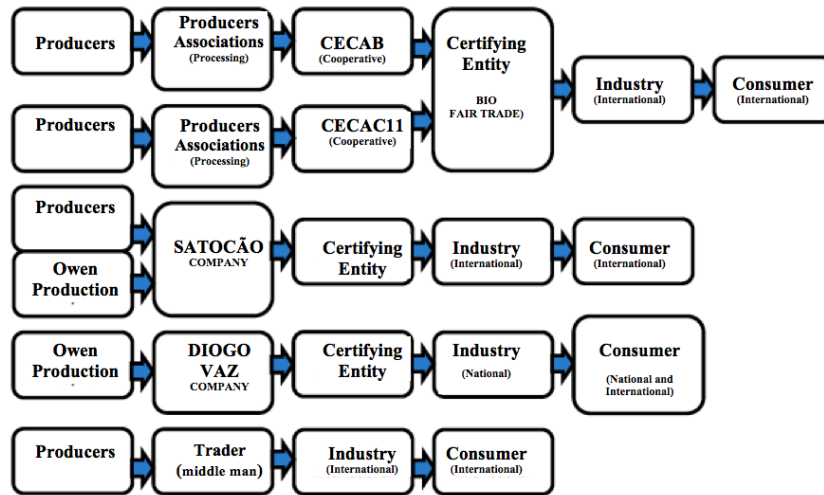 Producers
Producers
Associations
(Processing)
CECAB
(Cooperative)
Certifying
Entity
BIO
FAIR TRADE)
Industry
(International)
Consumer
(International)
Producers
Producers
Associations
(Processing)
CECAC11
(Cooperative)
Producers
Owen
Production
SATOCÃO
COMPANY
Certifying
Entity
Industry
(International)
Consumer
(International)
Owen
Production
DIOGO
VAZ
COMPANY
Certifying
Entity
Industry
(National)
Consumer
(National and
International)
Producers
Trader
(middle man)
Industry
(International)
Consumer
(International)